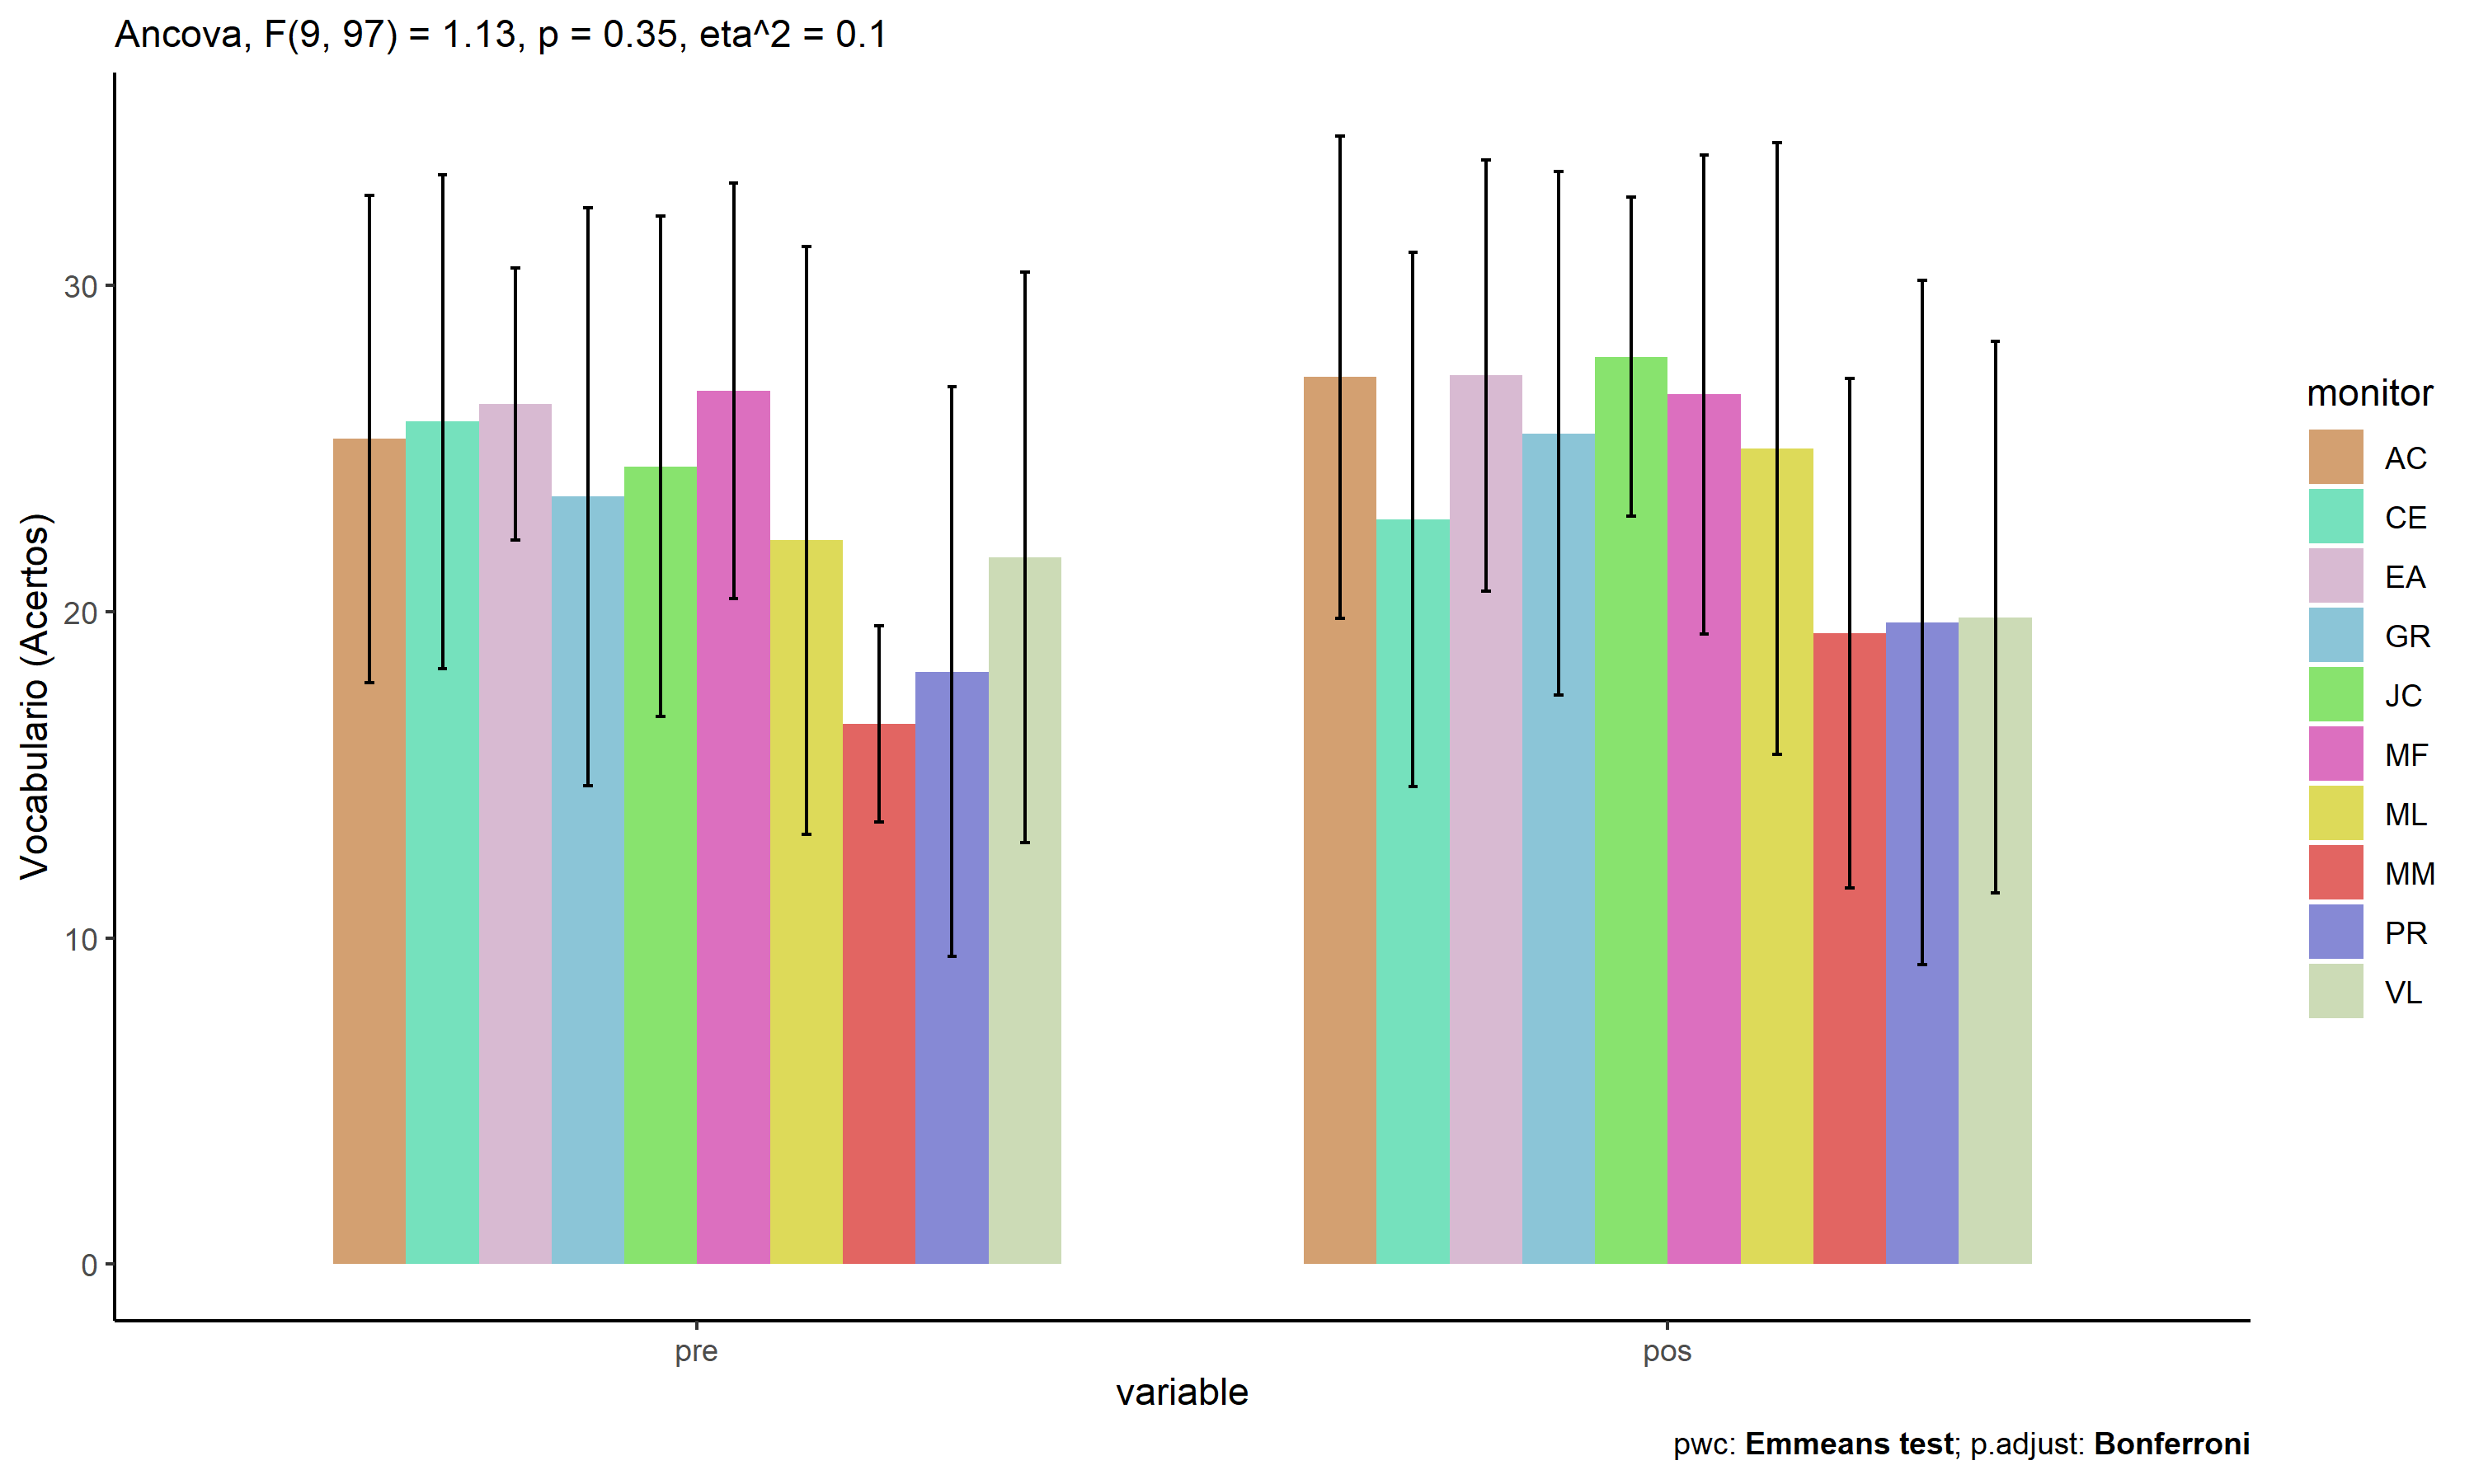 Ancova, F(9, 97) = 1.13, p = 0.35, eta^2 = 0.1
Vocabulario (Acertos)
30
20
10
0
pre
pos
variable
monitor
AC
CE
EA
GR
JC
MF
ML
MM
PR
VL
pwc: Emmeans test; p.adjust: Bonferroni